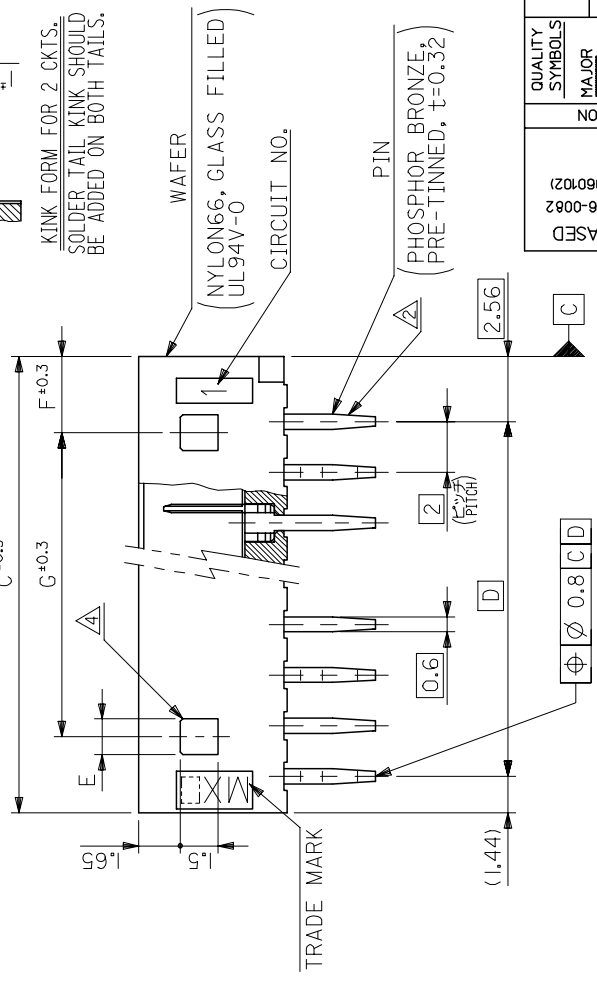 KINK FORM FOR 2 CKTS.
SOLDER TAIL KINK SHOULD
BE ADDED ON BOTH TAILS.
WAFER
(NYLON66, GLASS FILLED
UL94V-0)
CIRCUIT NO.
PIN
(PHOSPHOR BRONZE,
PRE-TINNED, t=0.32)
QUALITY
SYMBOLS
MAJOR
F±0.3
G±0.3
E
1.65
1.5
4
MX
1
2
2.56
C
2
(ピッチ
PITCH)
D
0.6
⌖ Ø 0.8 C D
TRADE MARK
(1.44)